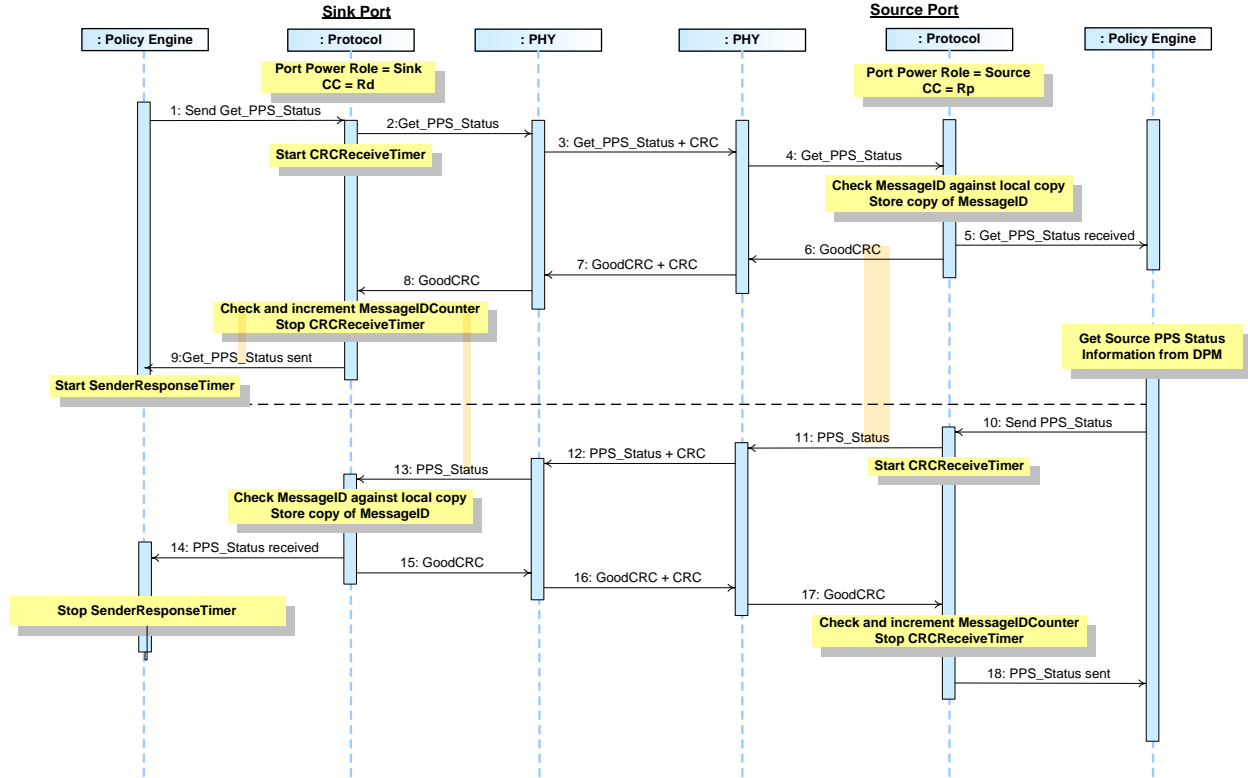 Sink Port
Source Port
: Policy Engine
: Protocol
: PHY
: PHY
: Protocol
: Policy Engine
Port Power Role = Sink
CC = Rd
Port Power Role = Source
CC = Rp
1: Send Get_PPS_Status
2:Get_PPS_Status
Start CRCReceiveTimer
3: Get_PPS_Status + CRC
4: Get_PPS_Status
Check MessageID against local copy
Store copy of MessageID
5: Get_PPS_Status received
6: GoodCRC
7: GoodCRC + CRC
8: GoodCRC
Check and increment MessageIDCounter
Stop CRCReceiveTimer
9:Get_PPS_Status sent
Start SenderResponseTimer
Get Source PPS Status
Information from DPM
10: Send PPS_Status
11: PPS_Status
Start CRCReceiveTimer
12: PPS_Status + CRC
13: PPS_Status
Check MessageID against local copy
Store copy of MessageID
14: PPS_Status received
15: GoodCRC
16: GoodCRC + CRC
17: GoodCRC
Stop SenderResponseTimer
Check and increment MessageIDCounter
Stop CRCReceiveTimer
18: PPS_Status sent